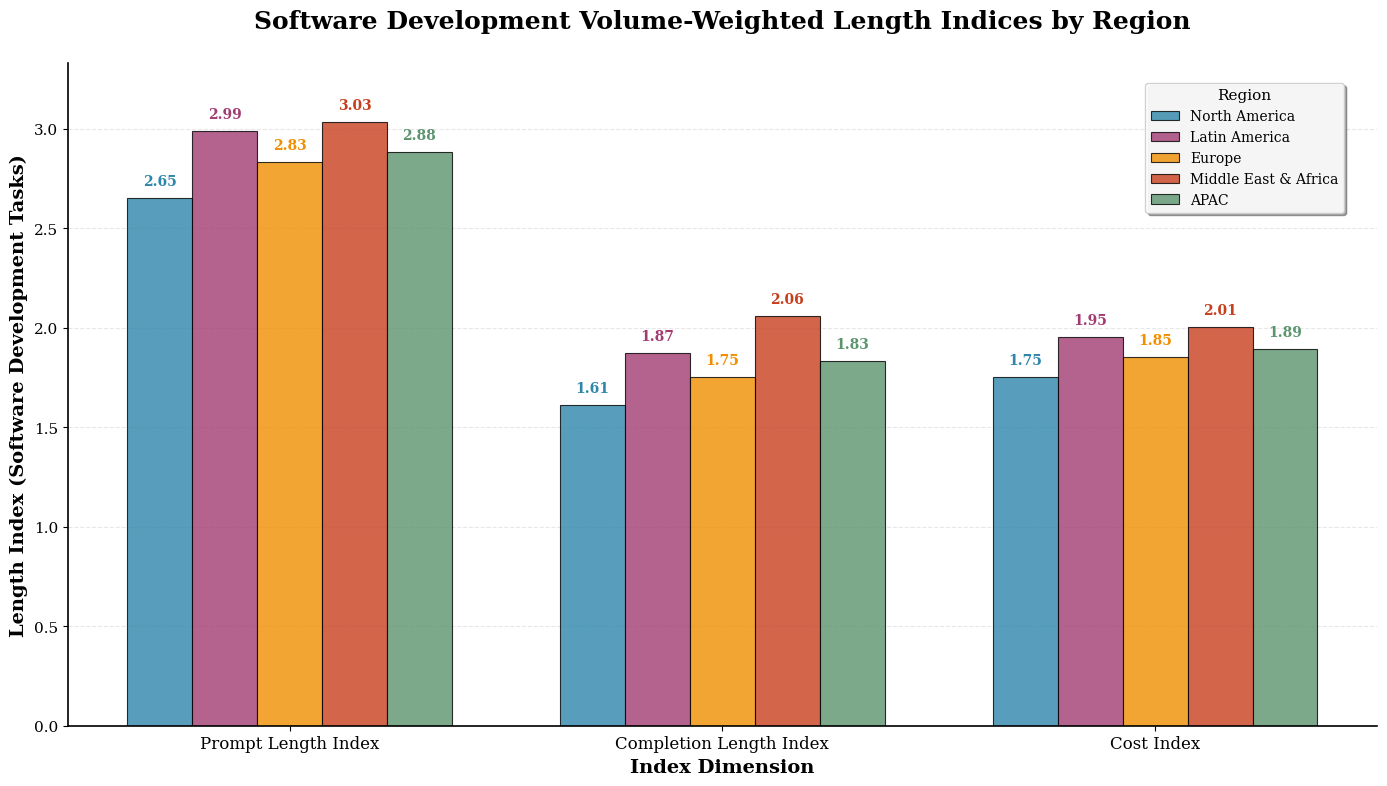 Software Development Volume-Weighted Length Indices by Region
Length Index (Software Development Tasks)
3.0
2.5
2.0
1.5
1.0
0.5
0.0
2.65
2.99
2.83
3.03
2.88
1.61
1.87
1.75
2.06
1.83
1.75
1.95
1.85
2.01
1.89
Region
North America
Latin America
Europe
Middle East & Africa
APAC
Prompt Length Index
Completion Length Index
Cost Index
Index Dimension